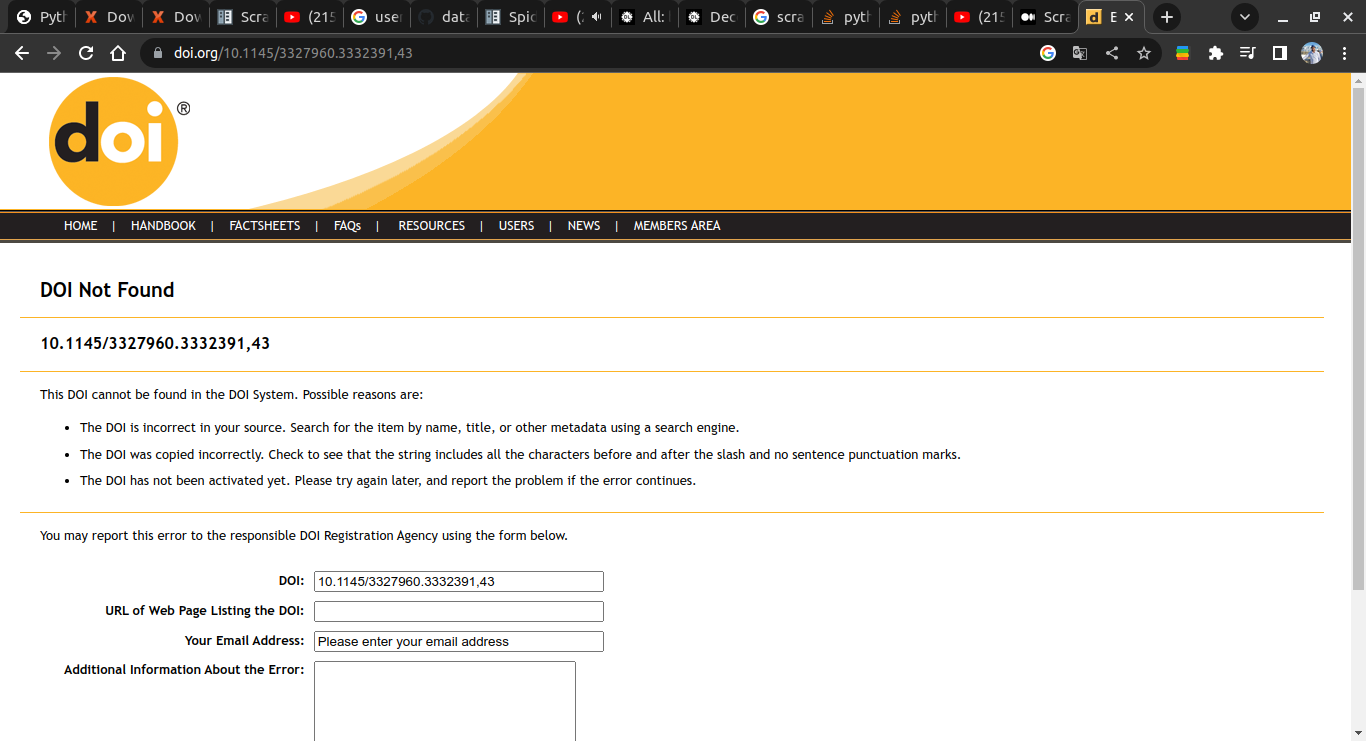 Pyth Dov Dov Scra (215 user data Spic (2 All: Dec scra pyth pyth (215 Scra E
doi.org/10.1145/3327960.3332391,43
doi ®
HOME | HANDBOOK | FACTSHEETS | FAQs | RESOURCES | USERS | NEWS | MEMBERS AREA
DOI Not Found
10.1145/3327960.3332391,43
This DOI cannot be found in the DOI System. Possible reasons are:
• The DOI is incorrect in your source. Search for the item by name, title, or other metadata using a search engine.
• The DOI was copied incorrectly. Check to see that the string includes all the characters before and after the slash and no sentence punctuation marks.
• The DOI has not been activated yet. Please try again later, and report the problem if the error continues.
You may report this error to the responsible DOI Registration Agency using the form below.
DOI: 10.1145/3327960.3332391,43
URL of Web Page Listing the DOI:
Your Email Address: Please enter your email address
Additional Information About the Error: